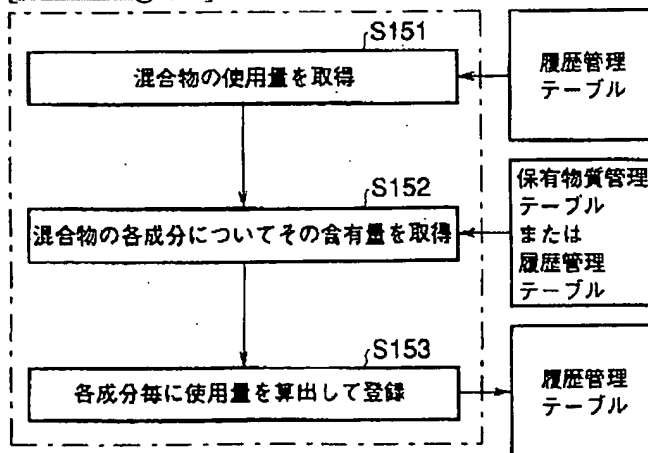 S151
混合物の使用量を取得
履歴管理
テーブル
S152
混合物の各成分についてその含有量を取得
保有物質管理
テーブル
または
履歴管理
テーブル
S153
各成分毎に使用量を算出して登録
履歴管理
テーブル